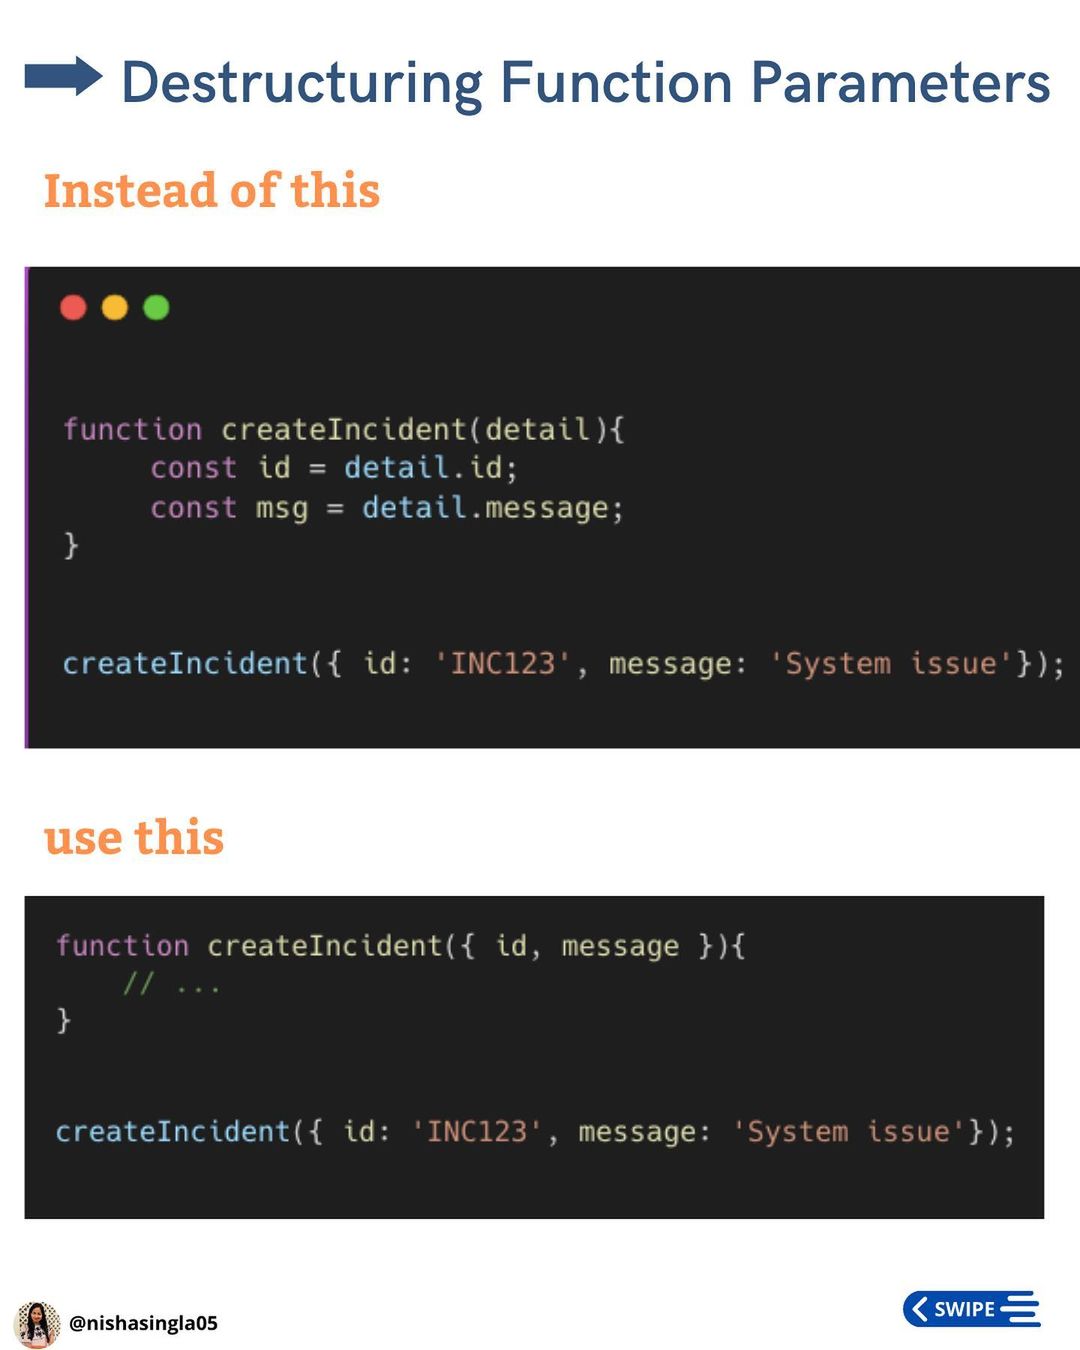 Destructuring Function Parameters
Instead of this
function createIncident(detail){
const id = detail.id;
const msg = detail.message;
}
createIncident({ id: 'INC123', message: 'System issue'});
use this
function createIncident({ id, message }){
// ...
}
createIncident({ id: 'INC123', message: 'System issue'});
@nishasingla05
SWIPE